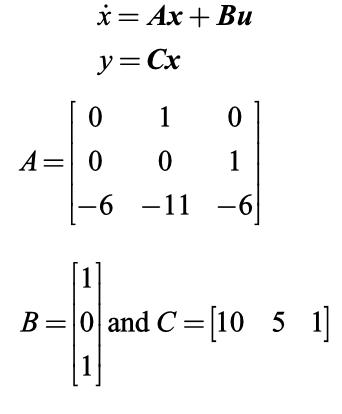 ẋ = Ax + Bu
y = Cx
A = [0 1 0
0 0 1
−6 −11 −6]
B = [1
0
1] and C = [10 5 1]